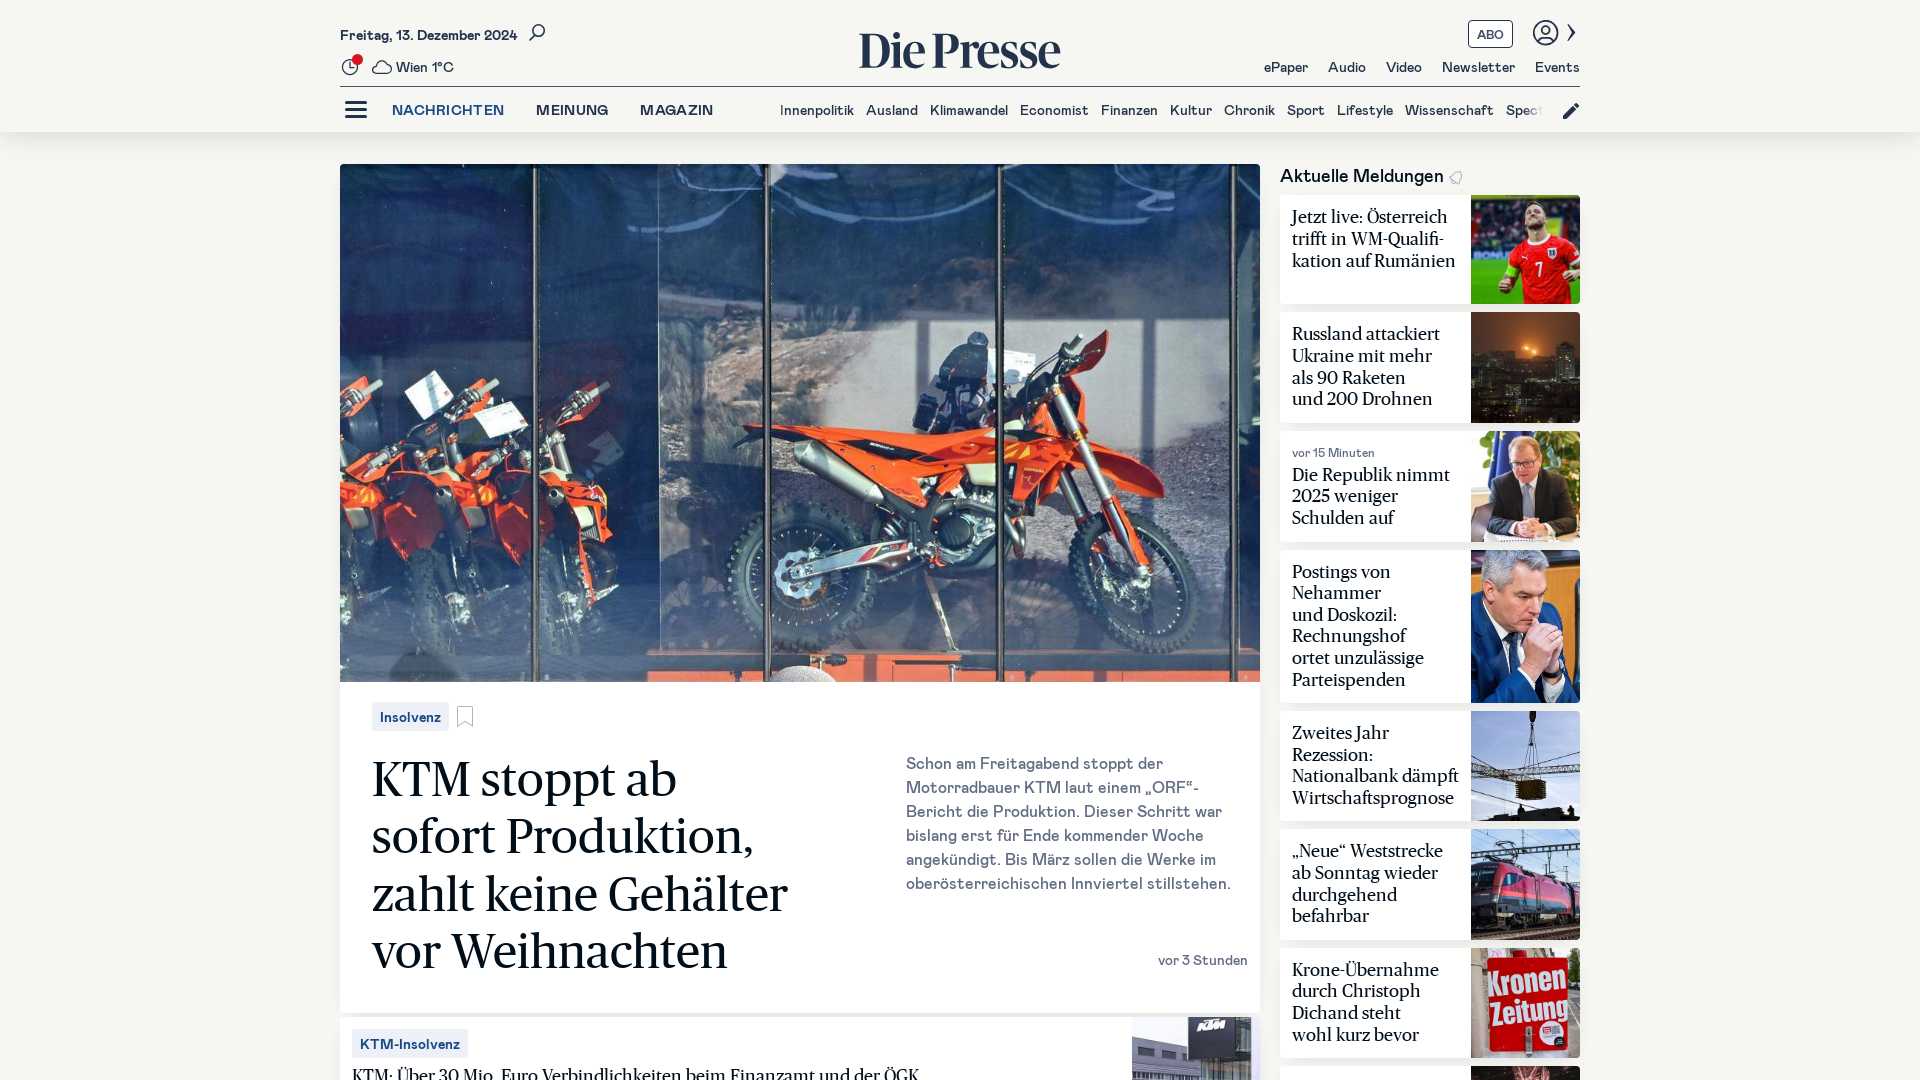 Freitag, 13. Dezember 2024
Wien 1°C
Die Presse
ABO
ePaper Audio Video Newsletter Events
NACHRICHTEN MEINUNG MAGAZIN
Innenpolitik Ausland Klimawandel Economist Finanzen Kultur Chronik Sport Lifestyle Wissenschaft Spect
Insolvenz
KTM stoppt ab
sofort Produktion,
zahlt keine Gehälter
vor Weihnachten
Schon am Freitagabend stoppt der
Motorradbauer KTM laut einem „ORF“-
Bericht die Produktion. Dieser Schritt war
bislang erst für Ende kommender Woche
angekündigt. Bis März sollen die Werke im
oberösterreichischen Innviertel stillstehen.
vor 3 Stunden
KTM-Insolvenz
KTM: Über 30 Mio. Euro Verbindlichkeiten beim Finanzamt und der ÖGK
KTM
Aktuelle Meldungen
Jetzt live: Österreich
trifft in WM-Qualifi-
kation auf Rumänien
7
Russland attackiert
Ukraine mit mehr
als 90 Raketen
und 200 Drohnen
vor 15 Minuten
Die Republik nimmt
2025 weniger
Schulden auf
Postings von
Nehammer
und Doskozil:
Rechnungshof
ortet unzulässige
Parteispenden
Zweites Jahr
Rezession:
Nationalbank dämpft
Wirtschaftsprognose
„Neue“ Weststrecke
ab Sonntag wieder
durchgehend
befahrbar
Krone-Übernahme
durch Christoph
Dichand steht
wohl kurz bevor
Kronen
Zeitung